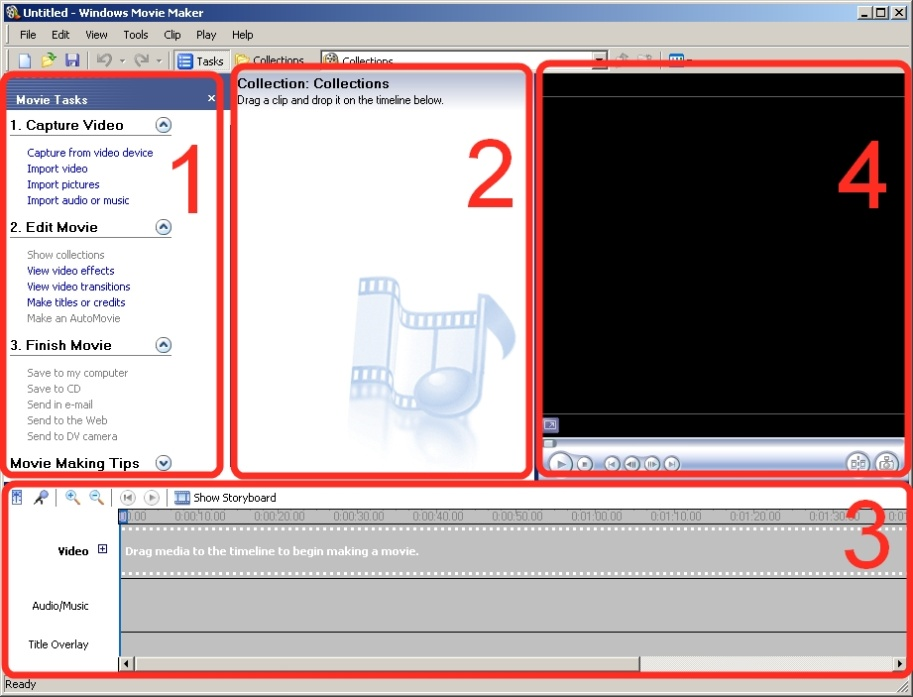 Untitled - Windows Movie Maker
File Edit View Tools Clip Play Help
Tasks Collections Collections
Movie Tasks
1. Capture Video
Capture from video device
Import video
Import pictures
Import audio or music
2. Edit Movie
Show collections
View video effects
View video transitions
Make titles or credits
Make an AutoMovie
3. Finish Movie
Save to my computer
Save to CD
Send in e-mail
Send to the Web
Send to DV camera
Movie Making Tips
1
Collection: Collections
Drag a clip and drop it on the timeline below.
2
4
Show Storyboard
0:00:10.00 0:00:20.00 0:00:30.00 0:00:40.00 0:00:50.00 0:01:00.00 0:01:10.00 0:01:20.00
Video
Drag media to the timeline to begin making a movie.
3
Audio/Music
Title Overlay
Ready